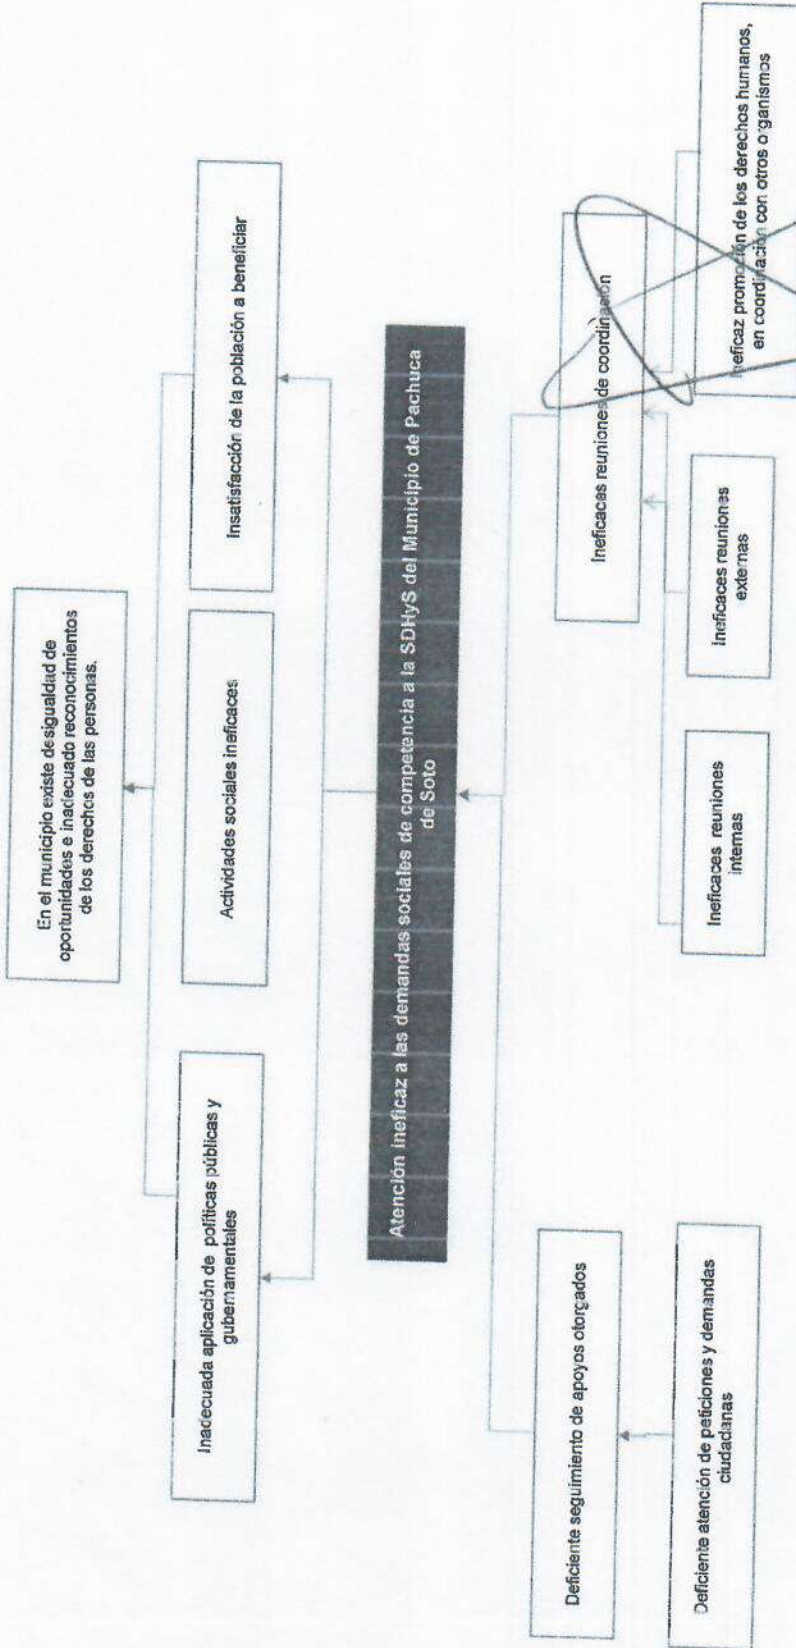 En el municipio existe desigualdad de
oportunidades e inadecuado reconocimientos
de los derechos de las personas.
Inadecuada aplicación de políticas públicas y
gubernamentales
Actividades sociales ineficaces
Insatisfacción de la población a beneficiar
Atención ineficaz a las demandas sociales de competencia a la SDHyS del Municipio de Pachuca
de Soto
Deficiente seguimiento de apoyos otorgados
Ineficaces reuniones de coordinación
Deficiente atención de peticiones y demandas
ciudadanas
Ineficaces reuniones
internas
Ineficaces reuniones
externas
Ineficaz promoción de los derechos humanos,
en coordinación con otros organismos